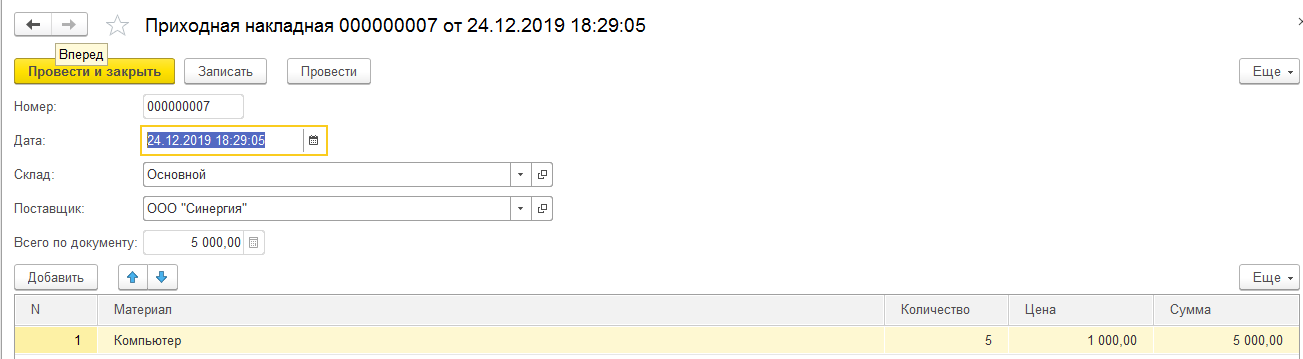 Приходная накладная 000000007 от 24.12.2019 18:29:05
Вперед
Провести и закрыть Записать Провести Еще
Номер: 000000007
Дата: 24.12.2019 18:29:05
Склад: Основной
Поставщик: ООО "Синергия"
Всего по документу: 5 000,00
Добавить Еще
N Материал Количество Цена Сумма
1 Компьютер 5 1 000,00 5 000,00